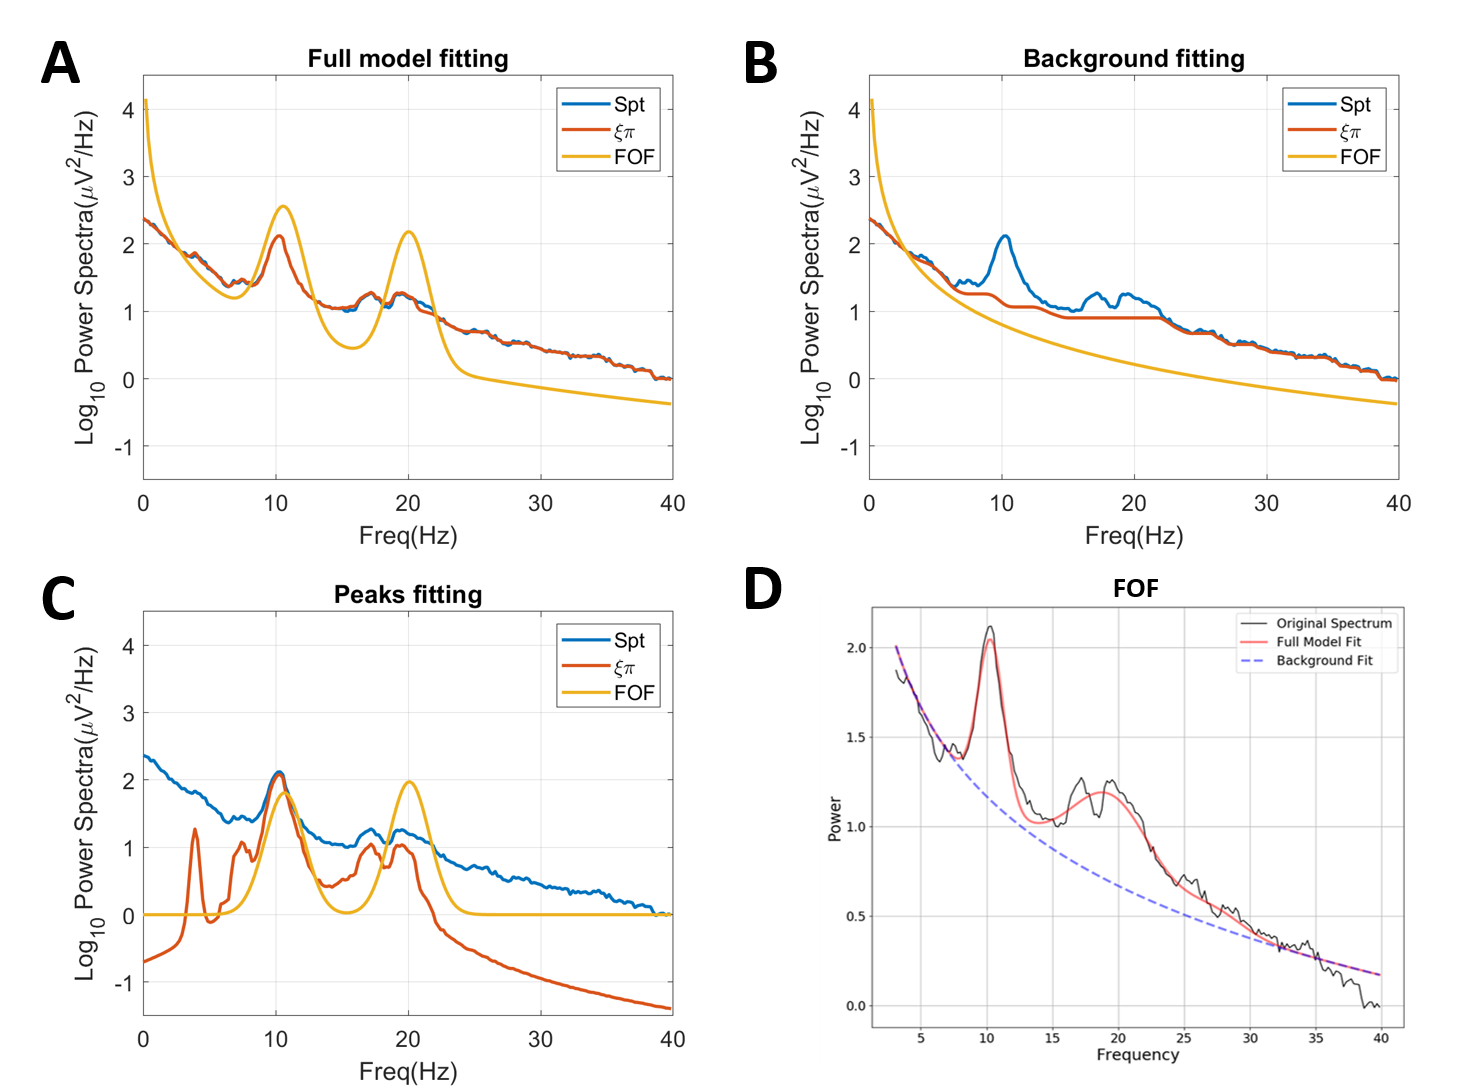 A
Full model fitting
Log10 Power Spectra(μV2/Hz)
4
3
2
1
0
-1
Spt
ξπ
FOF
0 10 20 30 40
Freq(Hz)
B
Background fitting
Log10 Power Spectra(μV2/Hz)
4
3
2
1
0
-1
Spt
ξπ
FOF
0 10 20 30 40
Freq(Hz)
C
Peaks fitting
Log10 Power Spectra(μV2/Hz)
4
3
2
1
0
-1
Spt
ξπ
FOF
0 10 20 30 40
Freq(Hz)
D
FOF
Power
2.0
1.5
1.0
0.5
0.0
Original Spectrum
Full Model Fit
Background Fit
5 10 15 20 25 30 35 40
Frequency